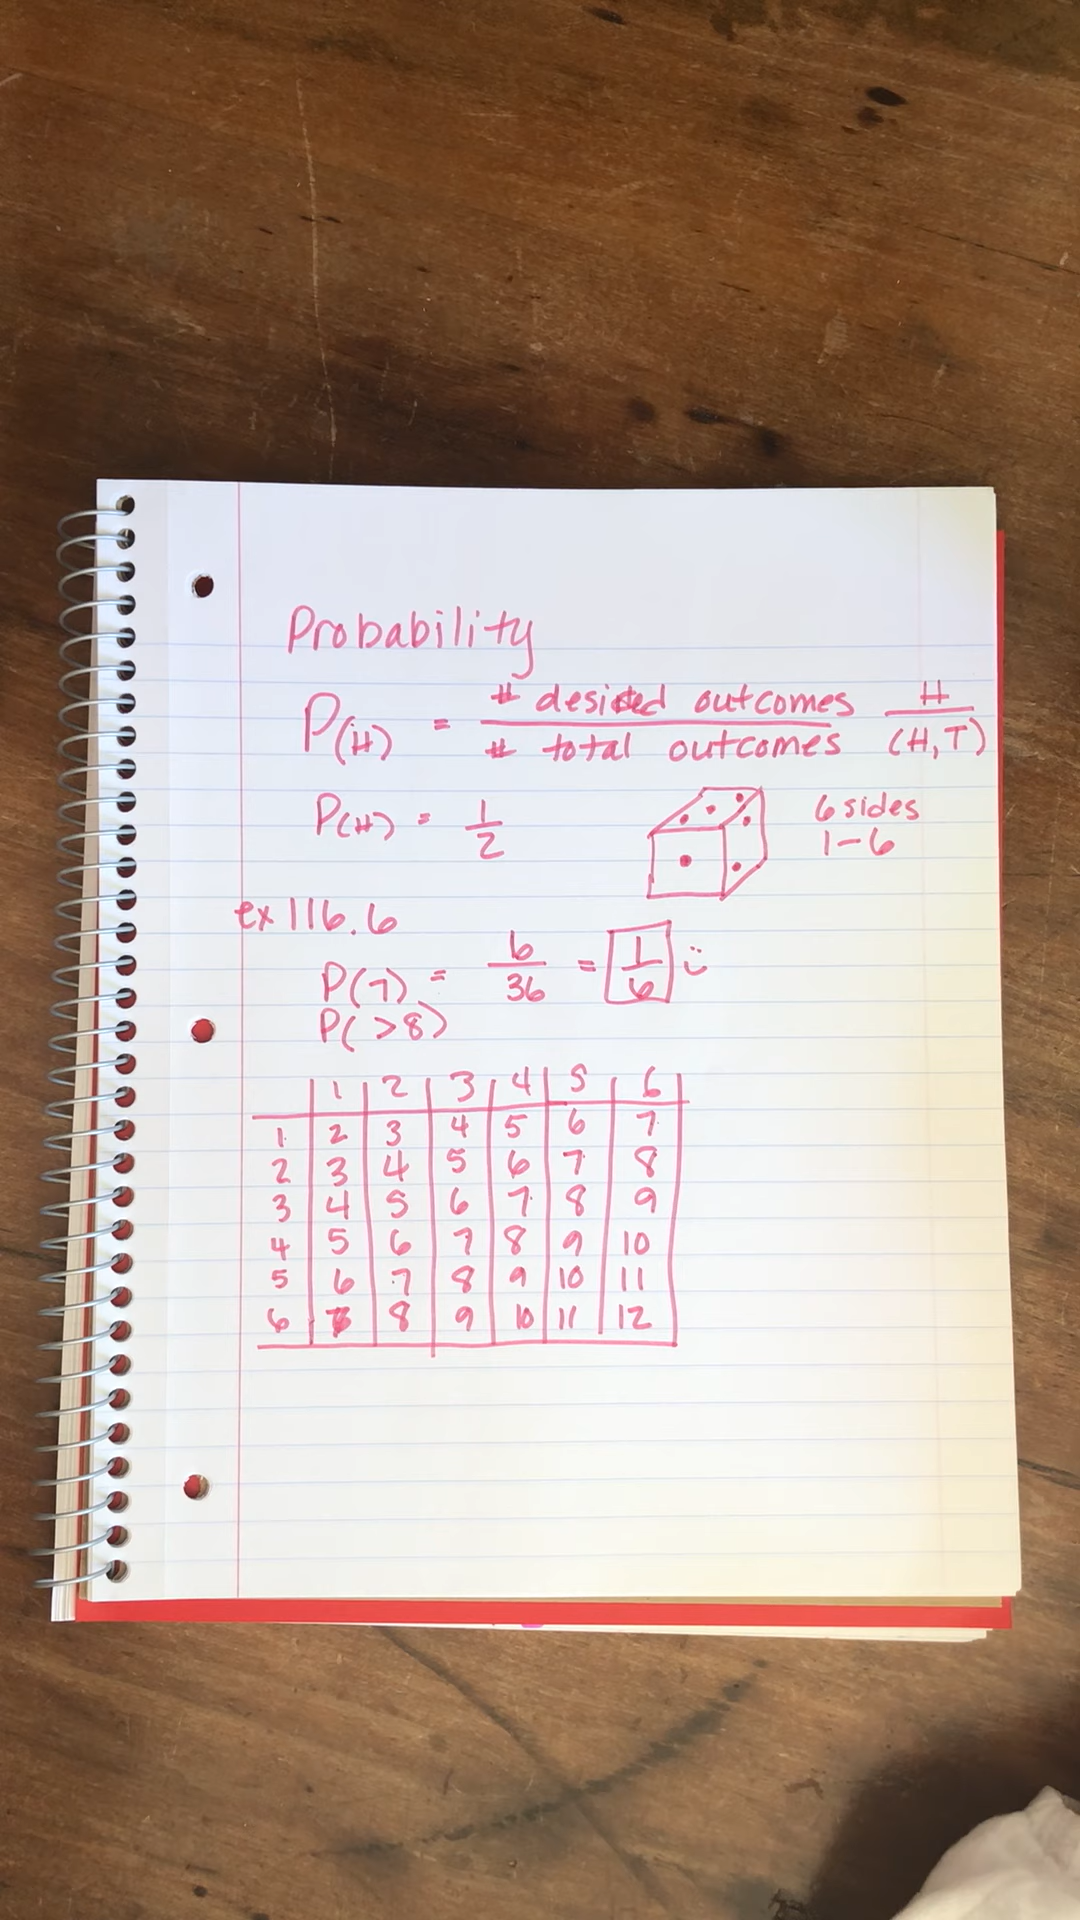 Probability
P(H) = # desired outcomes / # total outcomes H / (H,T)
P(H) = 1/2
6 sides
1-6
ex 116.6
P(7) = 6/36 = 1/6 :)
P(>8)
1 2 3 4 5 6
1 2 3 4 5 6 7
2 3 4 5 6 7 8
3 4 5 6 7 8 9
4 5 6 7 8 9 10
5 6 7 8 9 10 11
6 7 8 9 10 11 12